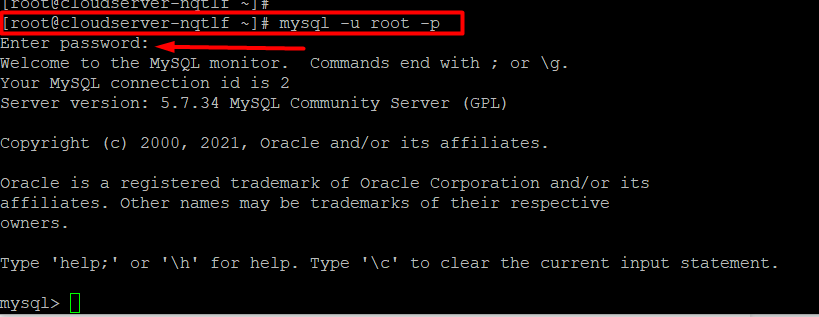 [root@cloudserver-nqtlf ~]#
[root@cloudserver-nqtlf ~]# mysql -u root -p
Enter password:
Welcome to the MySQL monitor.  Commands end with ; or \g.
Your MySQL connection id is 2
Server version: 5.7.34 MySQL Community Server (GPL)
Copyright (c) 2000, 2021, Oracle and/or its affiliates.
Oracle is a registered trademark of Oracle Corporation and/or its
affiliates. Other names may be trademarks of their respective
owners.
Type 'help;' or '\h' for help. Type '\c' to clear the current input statement.
mysql>